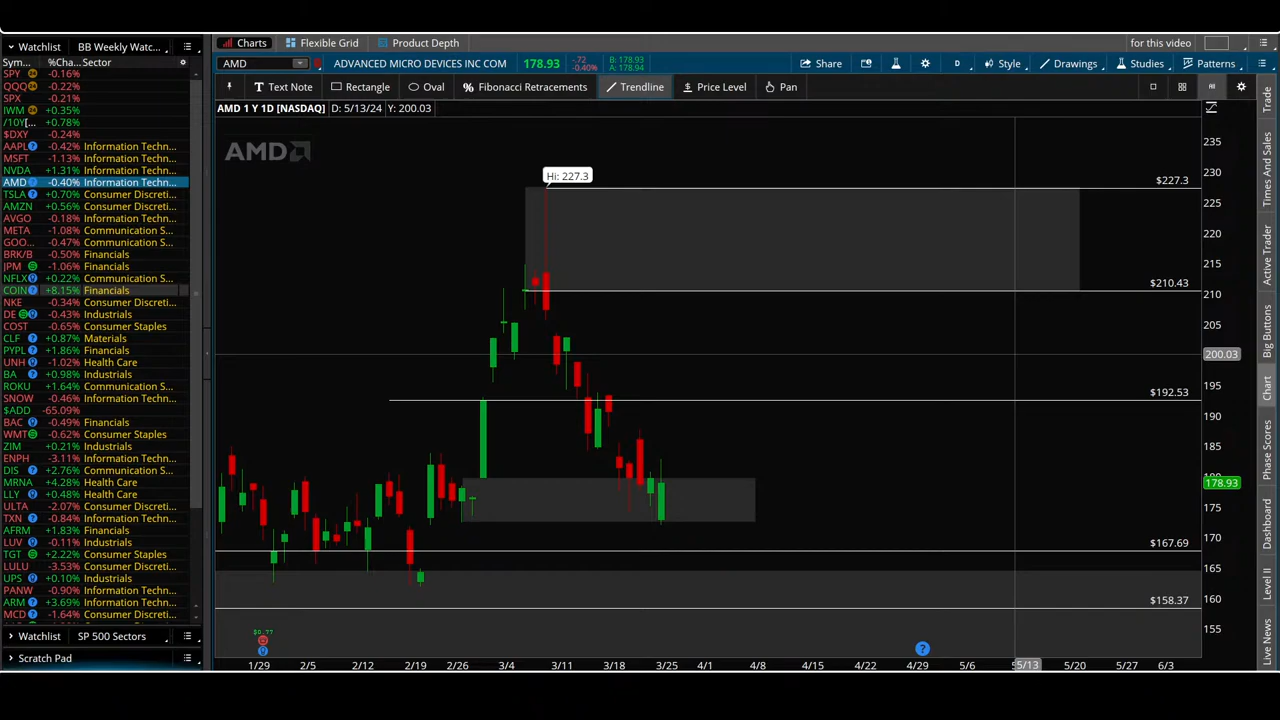 Watchlist BB Weekly Watc...
Charts Flexible Grid Product Depth for this video
Sym... %Cha... Sector
AMD ADVANCED MICRO DEVICES INC COM 178.93 -.72 -0.40% B: 178.93 A: 178.94 Share D Style Drawings Studies Patterns
Text Note Rectangle Oval Fibonacci Retracements Trendline Price Level Pan
AMD 1 Y 1D [NASDAQ] D: 5/13/24 Y: 200.03
AMD
SPY -0.16%
QQQ -0.22%
SPX -0.21%
IWM +0.35%
/10Y[... +0.78%
$DXY -0.24%
AAPL -0.42% Information Techn...
MSFT -1.13% Information Techn...
NVDA +1.31% Information Techn...
AMD -0.40% Information Techn...
TSLA +0.70% Consumer Discreti...
AMZN +0.56% Consumer Discreti...
AVGO -0.18% Information Techn...
META -1.08% Communication S...
GOO... -0.47% Communication S...
BRK/B -0.50% Financials
JPM -1.06% Financials
NFLX +0.22% Communication S...
COIN +8.15% Financials
NKE -0.34% Consumer Discreti...
DE -0.43% Industrials
COST -0.65% Consumer Staples
CLF +0.87% Materials
PYPL +1.86% Financials
UNH -1.02% Health Care
BA +0.98% Industrials
ROKU +1.64% Communication S...
SNOW -0.46% Information Techn...
$ADD -65.09%
BAC -0.49% Financials
WMT -0.62% Consumer Staples
ZIM +0.21% Industrials
ENPH -3.11% Information Techn...
DIS +2.76% Communication S...
MRNA +4.28% Health Care
LLY +0.48% Health Care
ULTA -2.07% Consumer Discreti...
TXN -0.84% Information Techn...
AFRM +1.83% Financials
LUV -0.11% Industrials
TGT +2.22% Consumer Staples
LULU -3.53% Consumer Discreti...
UPS +0.10% Industrials
PANW -0.90% Information Techn...
ARM +3.69% Information Techn...
MCD -1.64% Consumer Discreti...
Watchlist SP 500 Sectors
Scratch Pad
Hi: 227.3
$227.3
$210.43
$192.53
$167.69
$158.37
235
230
225
220
215
210
205
200.03
195
190
185
178.93
175
170
165
160
155
$0.77
1/29 2/5 2/12 2/19 2/26 3/4 3/11 3/18 3/25 4/1 4/8 4/15 4/22 4/29 5/6 5/13 5/20 5/27 6/3
Trade
Times And Sales
Active Trader
Big Buttons
Chart
Phase Scores
Dashboard
Level II
Live News